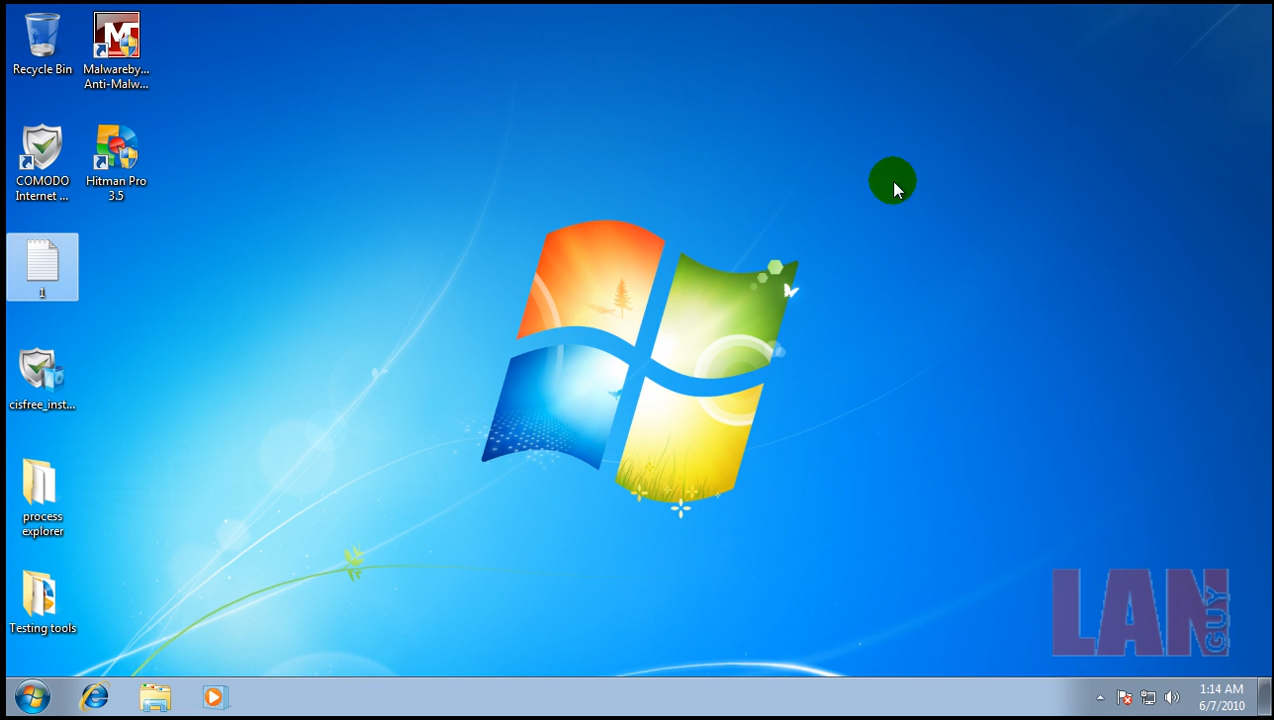 Recycle Bin
Malwareby...
Anti-Malw...
COMODO
Internet ...
Hitman Pro
3.5
1
cisfree_inst...
process
explorer
Testing tools
LAN
GUY
1:14 AM
6/7/2010